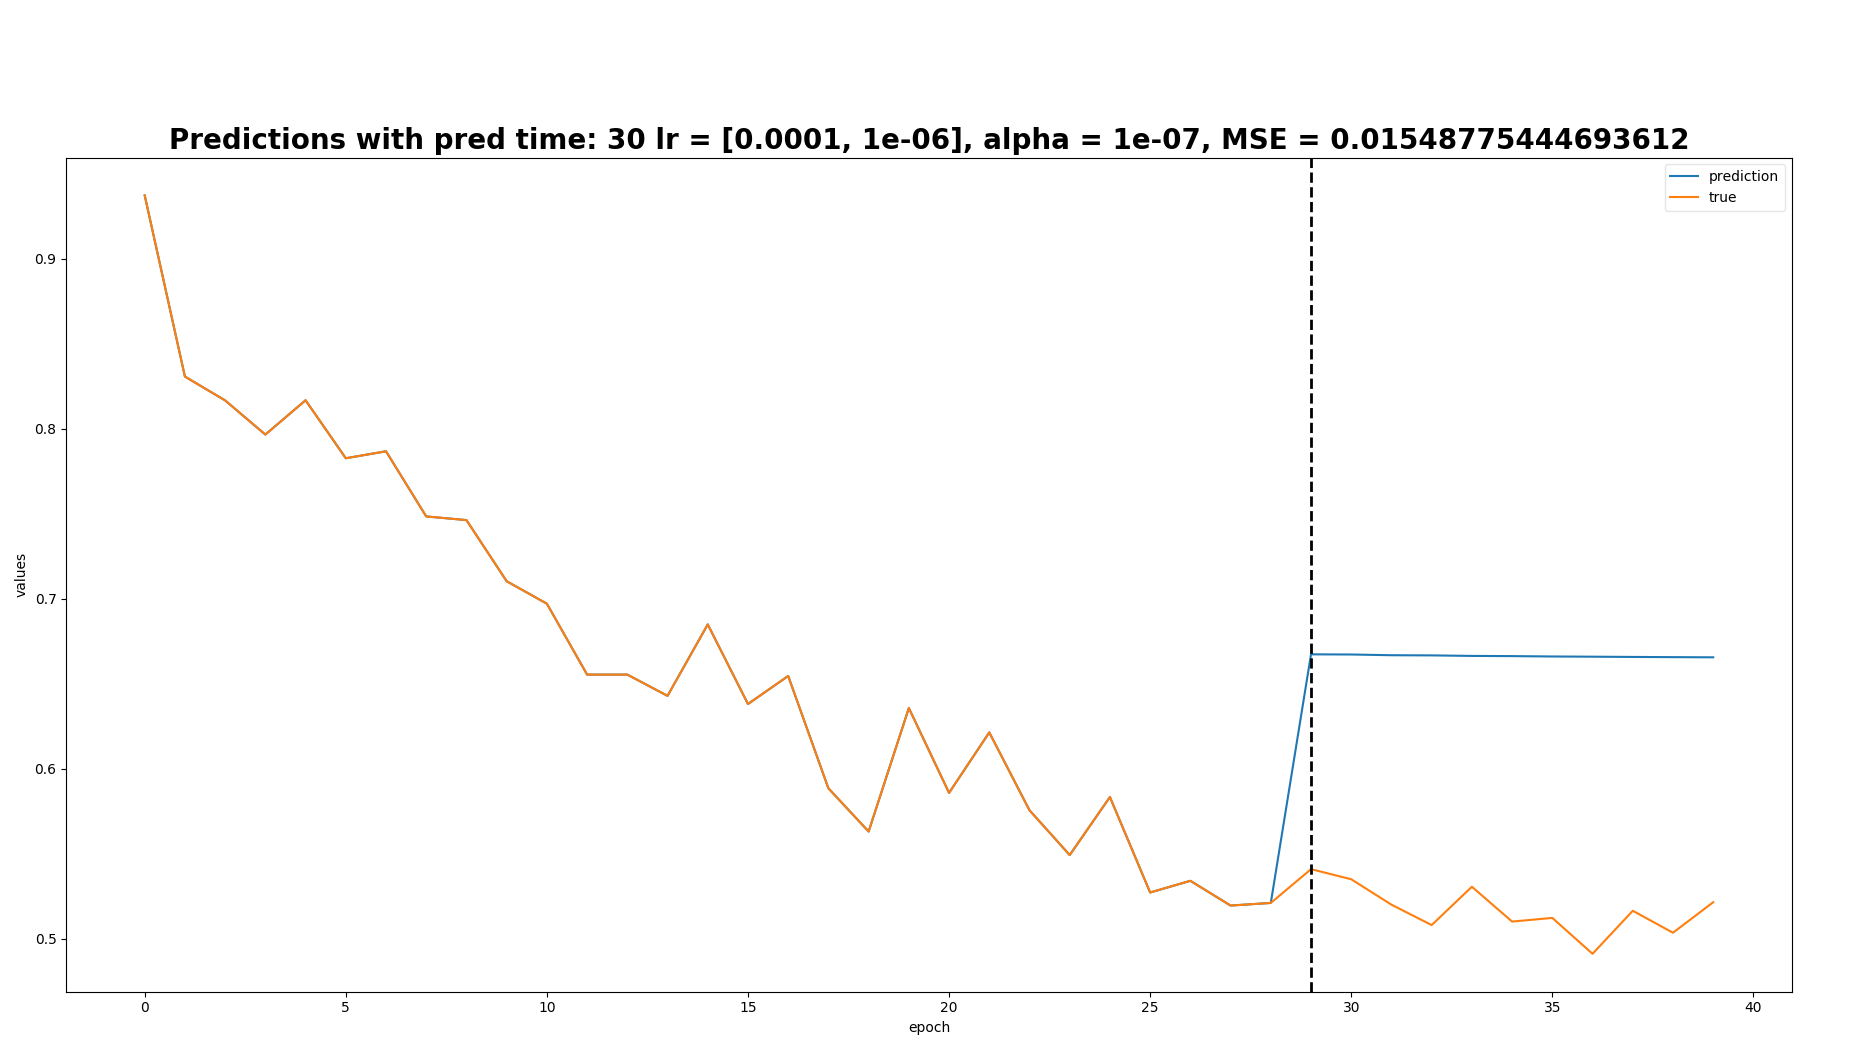 Predictions with pred time: 30 lr = [0.0001, 1e-06], alpha = 1e-07, MSE = 0.01548775444693612
prediction
true
0.9
0.8
0.7
0.6
0.5
values
0 5 10 15 20 25 30 35 40
epoch